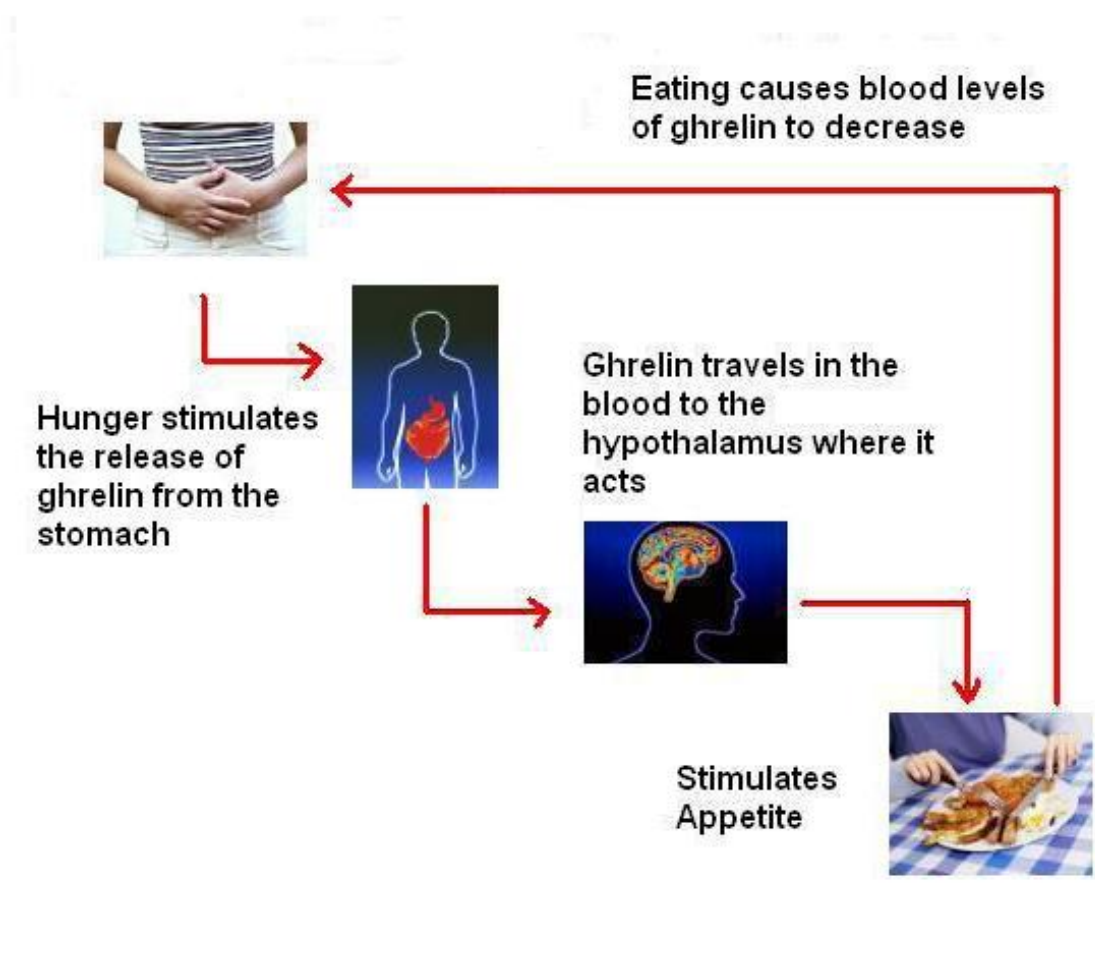 Eating causes blood levels
of ghrelin to decrease
Hunger stimulates
the release of
ghrelin from the
stomach
Ghrelin travels in the
blood to the
hypothalamus where it
acts
Stimulates
Appetite